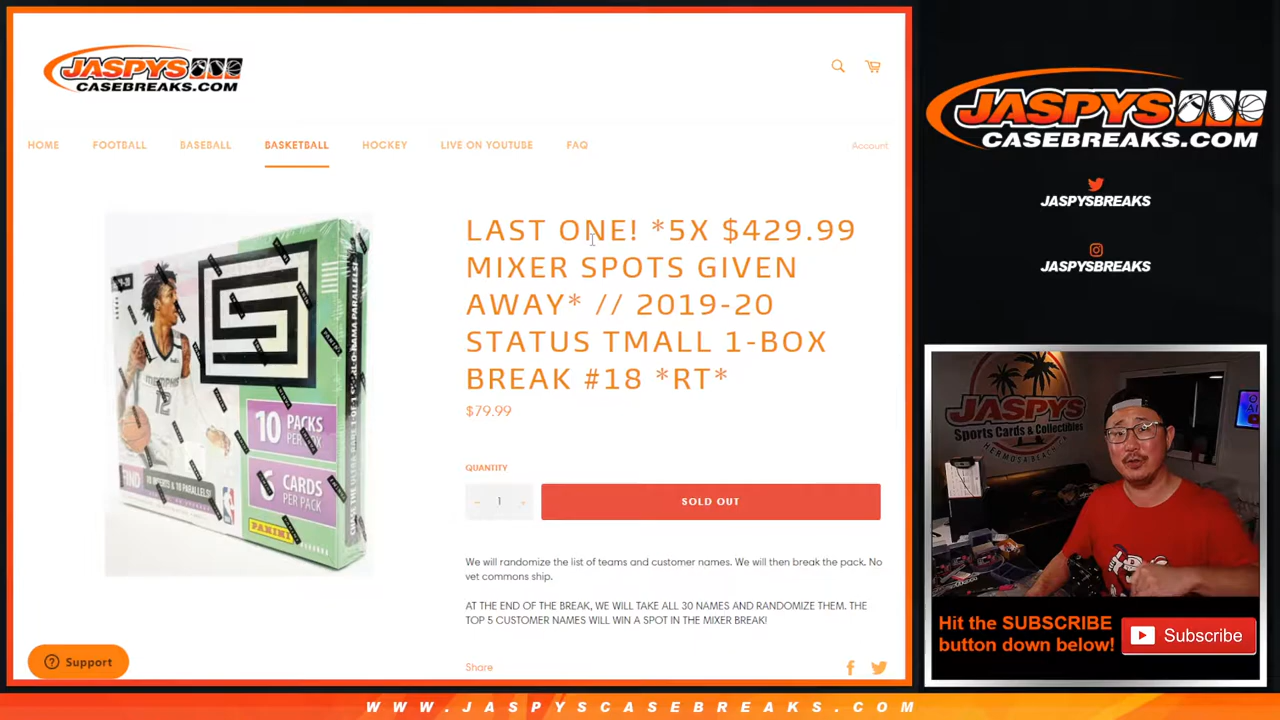 JASPYS
CASEBREAKS.COM
HOME FOOTBALL BASEBALL BASKETBALL HOCKEY LIVE ON YOUTUBE FAQ Account
LAST ONE! *5X $429.99
MIXER SPOTS GIVEN
AWAY* // 2019-20
STATUS TMALL 1-BOX
BREAK #18 *RT*
$79.99
QUANTITY
- 1 +
SOLD OUT
We will randomize the list of teams and customer names. We will then break the pack. No
vet commons ship.
AT THE END OF THE BREAK, WE WILL TAKE ALL 30 NAMES AND RANDOMIZE THEM. THE
TOP 5 CUSTOMER NAMES WILL WIN A SPOT IN THE MIXER BREAK!
Share
Support
MEMPHIS
12
10 PACKS
CARDS
PER PACK
PANINI
JASPYS
CASEBREAKS.COM
JASPYSBREAKS
JASPYSBREAKS
JASPYS
Sports Cards & Collectibles
HERMOSA BEACH
Hit the SUBSCRIBE
button down below!
Subscribe
WWW.JASPYSCASEBREAKS.COM